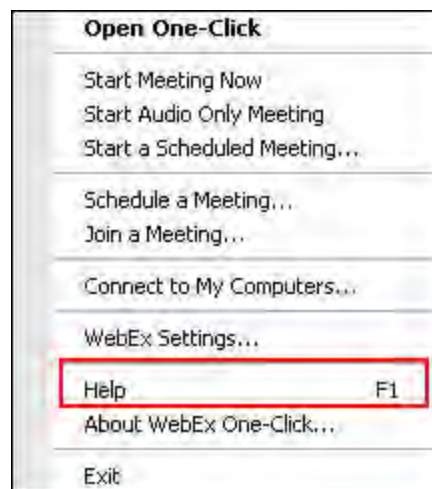 Open One-Click
Start Meeting Now
Start Audio Only Meeting
Start a Scheduled Meeting...
Schedule a Meeting...
Join a Meeting...
Connect to My Computers...
WebEx Settings...
Help F1
About WebEx One-Click...
Exit